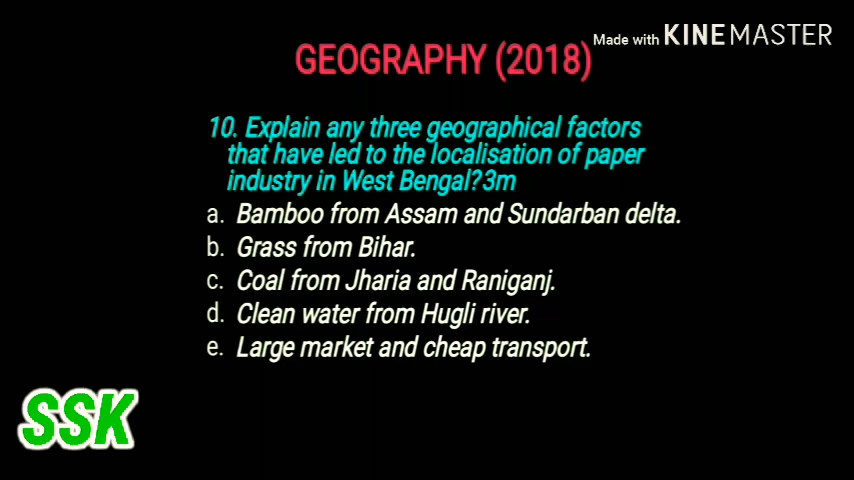 Made with KINEMASTER
GEOGRAPHY (2018)
10. Explain any three geographical factors
that have led to the localisation of paper
industry in West Bengal?3m
a. Bamboo from Assam and Sundarban delta.
b. Grass from Bihar.
c. Coal from Jharia and Raniganj.
d. Clean water from Hugli river.
e. Large market and cheap transport.
SSK